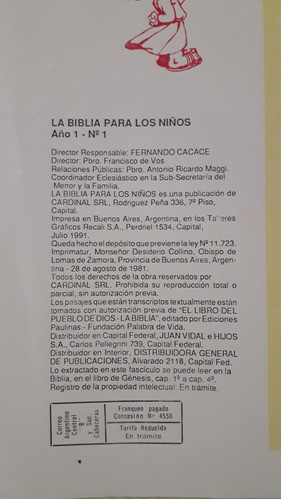 LA BIBLIA PARA LOS NIÑOS
Año 1 - Nº 1
Director Responsable: FERNANDO CACACE
Director: Pbro. Francisco de Vos
Relaciones Públicas: Pbro. Antonio Ricardo Maggi.
Coordinador Eclesiástico en la Sub-Secretaría del
Menor y la Familia.
LA BIBLIA PARA LOS NIÑOS es una publicación de
CARDINAL SRL, Rodriguez Peña 336, 7º Piso,
Capital.
Impresa en Buenos Aires, Argentina, en los Talleres
Gráficos Recali S.A., Perdriel 1534, Capital,
Julio 1991.
Queda hecho el depósito que previene la ley Nº 11.723.
Imprimatur, Monseñor Desiderio Collino, Obispo de
Lomas de Zamora, Provincia de Buenos Aires, Argen-
tina - 28 de agosto de 1981.
Todos los derechos de la obra reservados por
CARDINAL SRL. Prohibida su reproducción total o
parcial, sin autorización previa.
Los pasajes que están transcriptos textualmente están
tomados con autorización previa de "EL LIBRO DEL
PUEBLO DE DIOS - LA BIBLIA", editado por Ediciones
Paulinas - Fundación Palabra de Vida.
Distribuidor en Capital Federal, JUAN VIDAL e HIJOS
S.A., Carlos Pellegrini 739, Capital Federal.
Distribuidor en Interior, DISTRIBUIDORA GENERAL
DE PUBLICACIONES, Alvarado 2118, Capital Fed.
Lo extractado en este fascículo se puede leer en la
Biblia, en el libro de Génesis, cap. 1º a cap. 4º.
Registro de la propiedad intelectual: En trámite.
Correo
Argentino
Central
"B"
Y Suc
Cabeceras
Franqueo pagado
Concesión Nº 4556
Tarifa Reducida
En trámite